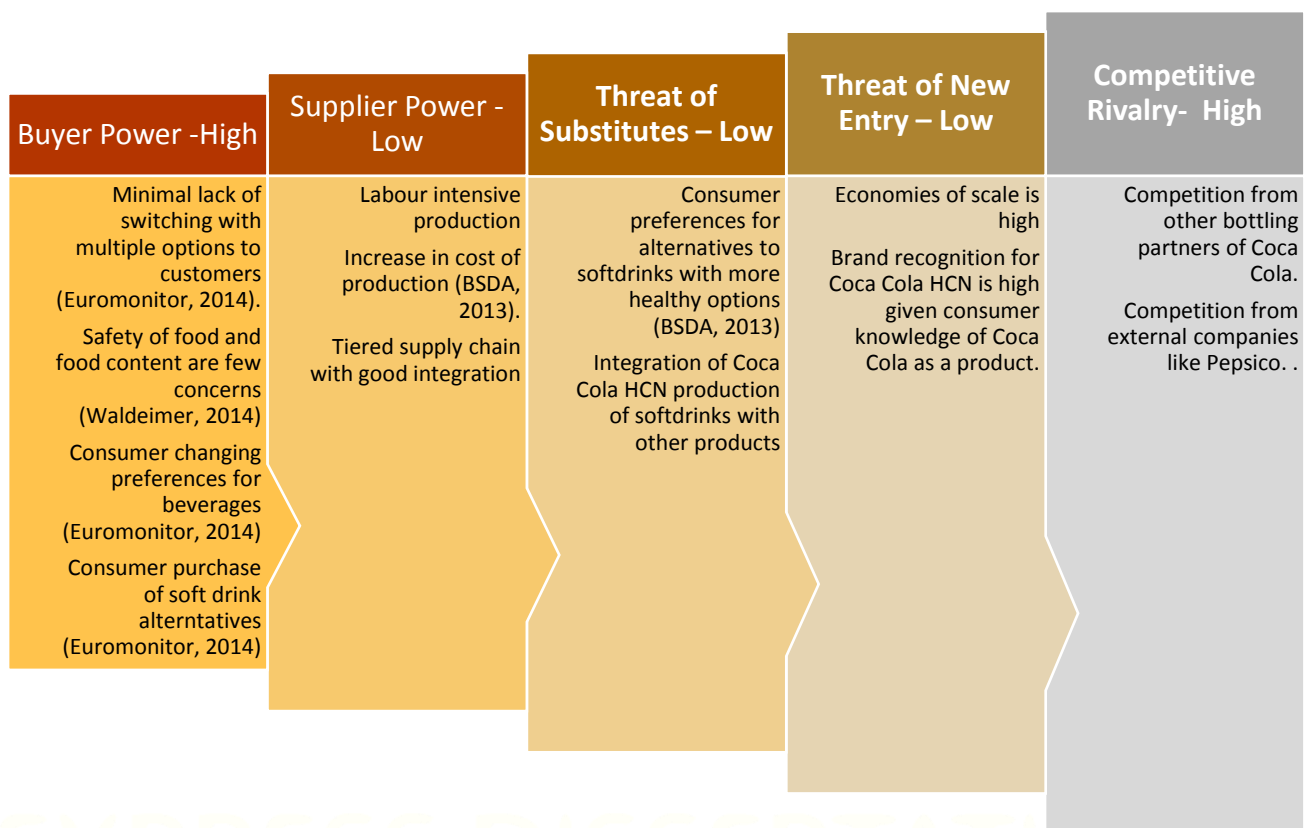 Buyer Power -High
Minimal lack of
switching with
multiple options to
customers
(Euromonitor, 2014).
Safety of food and
food content are few
concerns
(Waldeimer, 2014)
Consumer changing
preferences for
beverages
(Euromonitor, 2014)
Consumer purchase
of soft drink
alterntatives
(Euromonitor, 2014)
Supplier Power -
Low
Labour intensive
production
Increase in cost of
production (BSDA,
2013).
Tiered supply chain
with good integration
Threat of
Substitutes – Low
Consumer
preferences for
alternatives to
softdrinks with more
healthy options
(BSDA, 2013)
Integration of Coca
Cola HCN production
of softdrinks with
other products
Threat of New
Entry – Low
Economies of scale is
high
Brand recognition for
Coca Cola HCN is high
given consumer
knowledge of Coca
Cola as a product.
Competitive
Rivalry- High
Competition from
other bottling
partners of Coca
Cola.
Competition from
external companies
like Pepsico. .